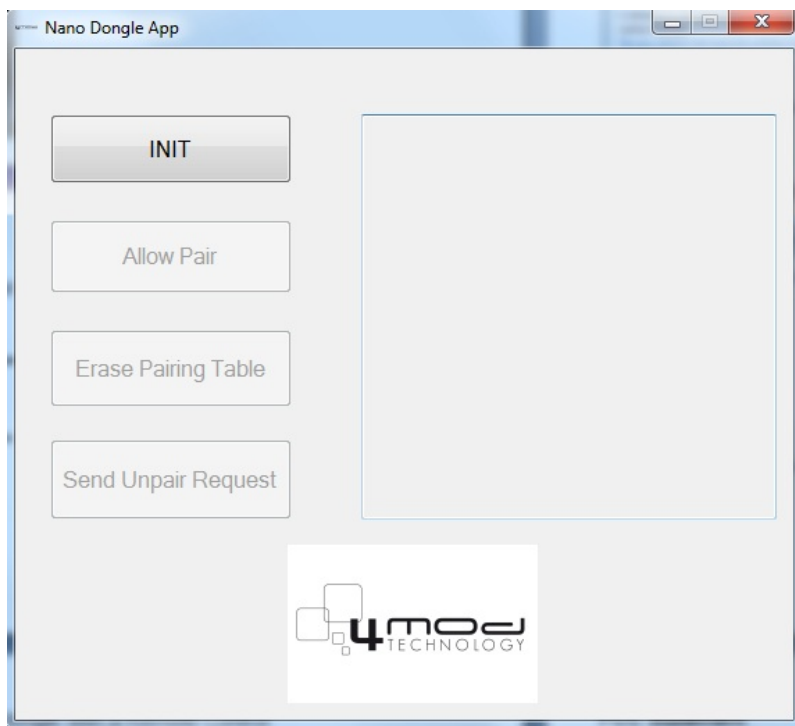 Nano Dongle App
INIT
Allow Pair
Erase Pairing Table
Send Unpair Request
4mod
TECHNOLOGY